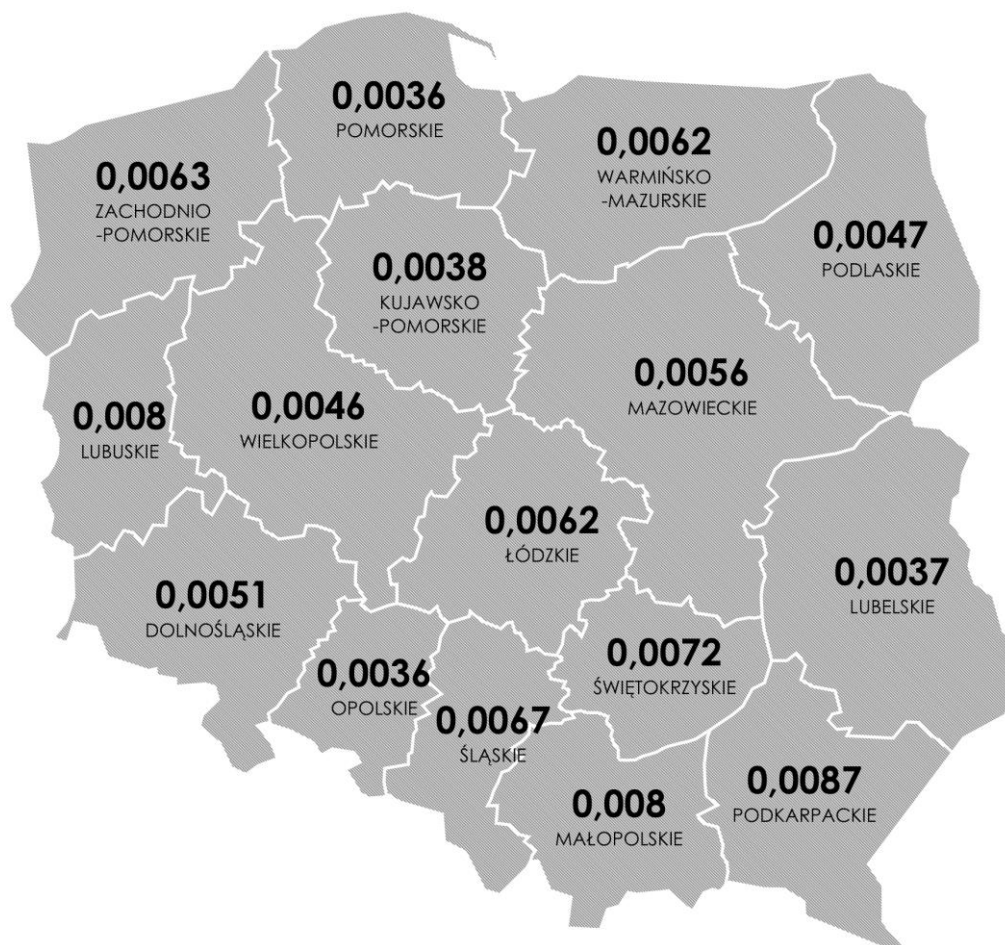 0,0036
POMORSKIE
0,0062
WARMIŃSKO
-MAZURSKIE
0,0063
ZACHODNIO
-POMORSKIE
0,0047
PODLASKIE
0,0038
KUJAWSKO
-POMORSKIE
0,0056
MAZOWIECKIE
0,008
LUBUSKIE
0,0046
WIELKOPOLSKIE
0,0062
ŁÓDZKIE
0,0037
LUBELSKIE
0,0051
DOLNOŚLĄSKIE
0,0072
ŚWIĘTOKRZYSKIE
0,0036
OPOLSKIE
0,0067
ŚLĄSKIE
0,0087
PODKARPACKIE
0,008
MAŁOPOLSKIE